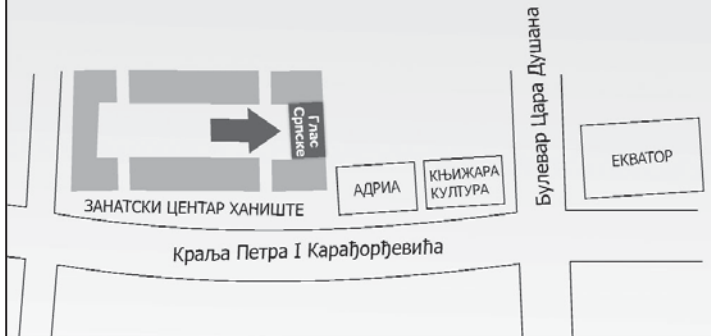 Глас
Српске
АДРИА
КЊИЖАРА
КУЛТУРА
Булевар Цара Душана
ЕКВАТОР
ЗАНАТСКИ ЦЕНТАР ХАНИШТЕ
Краља Петра I Карађорђевића